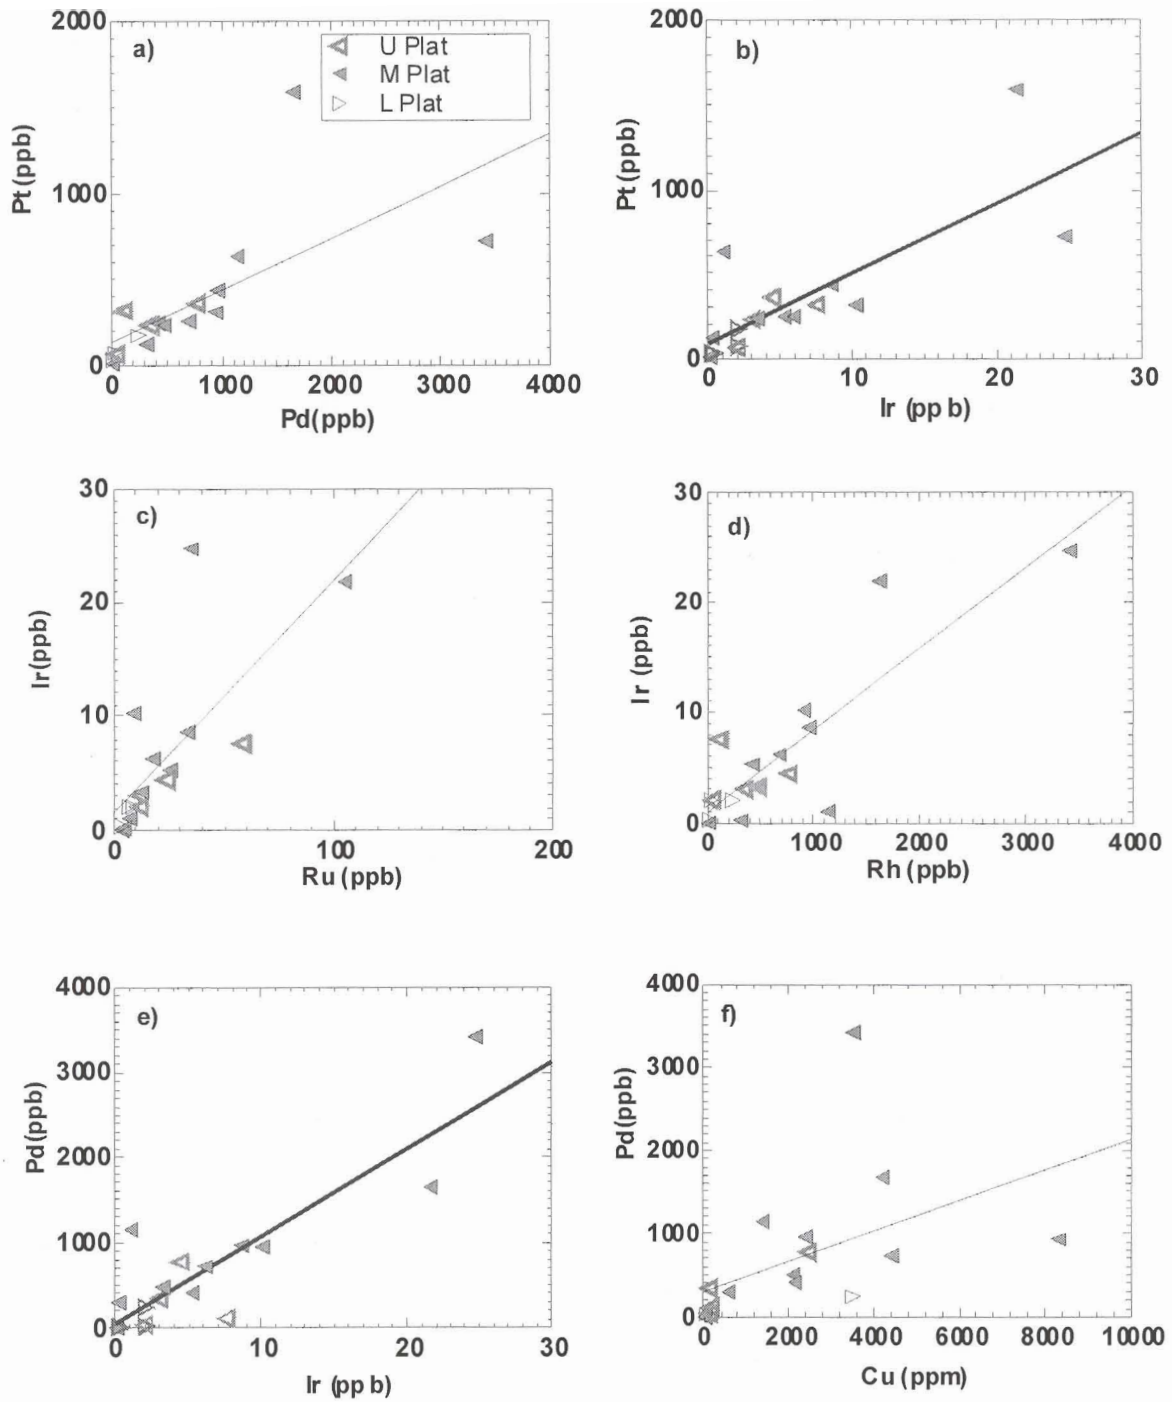 a)
U Plat
M Plat
L Plat
2000
1000
0
Pt (ppb)
0 1000 2000 3000 4000
Pd(ppb)
b)
2000
1000
0
Pt (ppb)
0 10 20 30
Ir (pp b)
c)
30
20
10
0
Ir(ppb)
0 100 200
Ru (ppb)
d)
30
20
10
0
Ir (ppb)
0 1000 2000 3000 4000
Rh (ppb)
e)
4000
3000
2000
1000
0
Pd(ppb)
0 10 20 30
Ir (pp b)
f)
4000
3000
2000
1000
0
Pd(ppb)
0 2000 4000 6000 8000 10000
Cu (ppm)